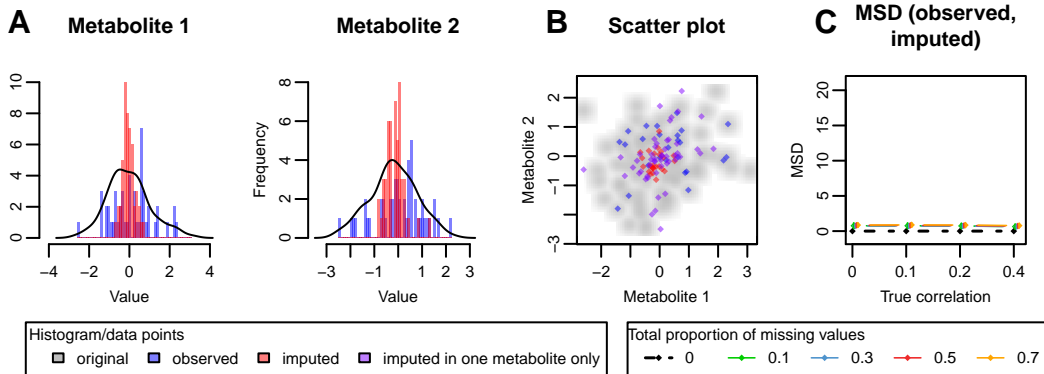 A
Metabolite 1
0 2 4 6 8 10
−4 −2 0 2 4
Value
Metabolite 2
Frequency
0 2 4 6 8
−3 −1 0 1 2 3
Value
B
Scatter plot
Metabolite 2
−3 −1 0 1 2
−2 −1 0 1 2 3
Metabolite 1
C
MSD (observed,
imputed)
MSD
0 5 10 15 20
0 0.1 0.2 0.4
True correlation
Histogram/data points
original observed imputed imputed in one metabolite only
Total proportion of missing values
0 0.1 0.3 0.5 0.7